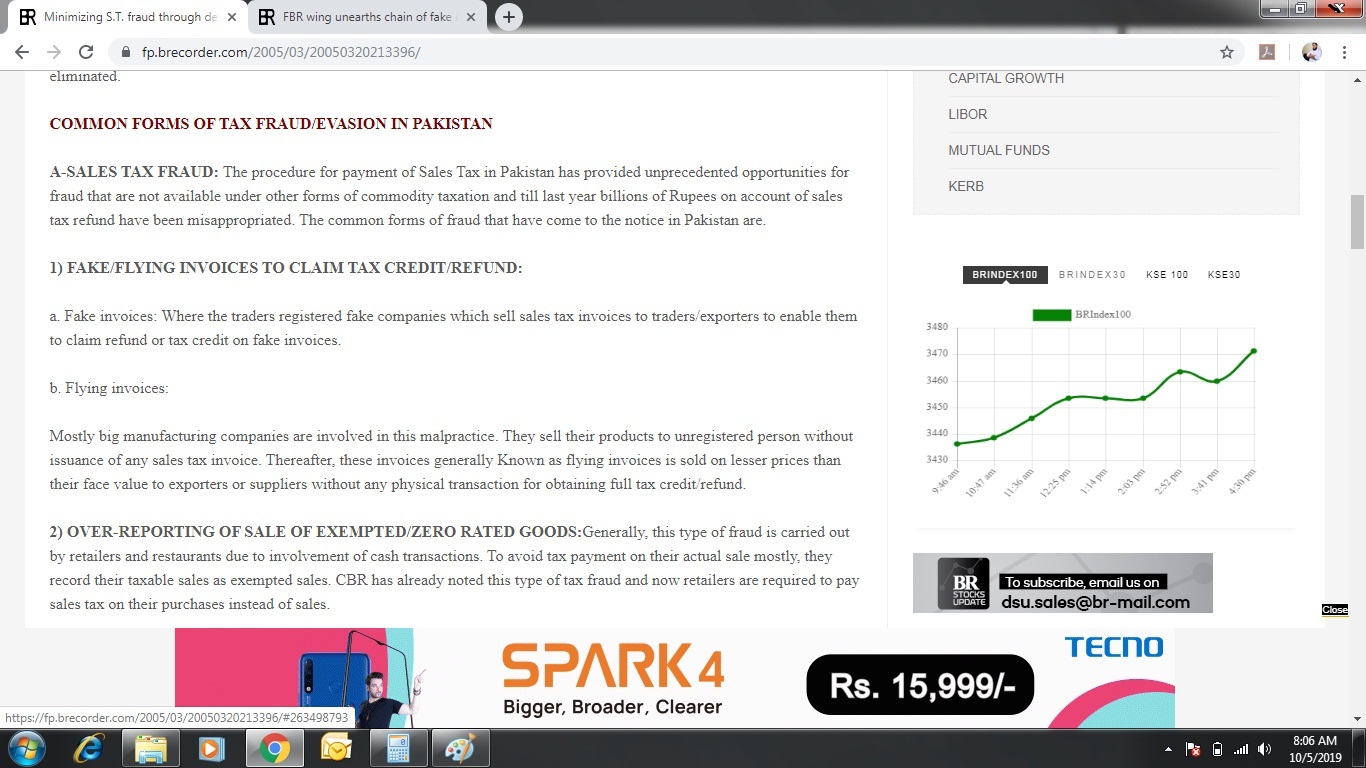 Minimizing S.T. fraud through de
FBR wing unearths chain of fake
fp.brecorder.com/2005/03/20050320213396/
eliminated.
COMMON FORMS OF TAX FRAUD/EVASION IN PAKISTAN
A-SALES TAX FRAUD: The procedure for payment of Sales Tax in Pakistan has provided unprecedented opportunities for
fraud that are not available under other forms of commodity taxation and till last year billions of Rupees on account of sales
tax refund have been misappropriated. The common forms of fraud that have come to the notice in Pakistan are.
1) FAKE/FLYING INVOICES TO CLAIM TAX CREDIT/REFUND:
a. Fake invoices: Where the traders registered fake companies which sell sales tax invoices to traders/exporters to enable them
to claim refund or tax credit on fake invoices.
b. Flying invoices:
Mostly big manufacturing companies are involved in this malpractice. They sell their products to unregistered person without
issuance of any sales tax invoice. Thereafter, these invoices generally Known as flying invoices is sold on lesser prices than
their face value to exporters or suppliers without any physical transaction for obtaining full tax credit/refund.
2) OVER-REPORTING OF SALE OF EXEMPTED/ZERO RATED GOODS:Generally, this type of fraud is carried out
by retailers and restaurants due to involvement of cash transactions. To avoid tax payment on their actual sale mostly, they
record their taxable sales as exempted sales. CBR has already noted this type of tax fraud and now retailers are required to pay
sales tax on their purchases instead of sales.
CAPITAL GROWTH
LIBOR
MUTUAL FUNDS
KERB
BRINDEX100 BRINDEX30 KSE 100 KSE30
BRIndex100
3480
3470
3460
3450
3440
3430
9:46 am 10:47 am 11:36 am 12:25 pm 1:14 pm 2:03 pm 2:52 pm 3:41 pm 4:30 pm
BR
STOCKS
UPDATE
To subscribe, email us on
dsu.sales@br-mail.com
Close
SPARK 4
Bigger, Broader, Clearer
Rs. 15,999/-
TECNO
https://fp.brecorder.com/2005/03/20050320213396/#263498793
8:06 AM
10/5/2019